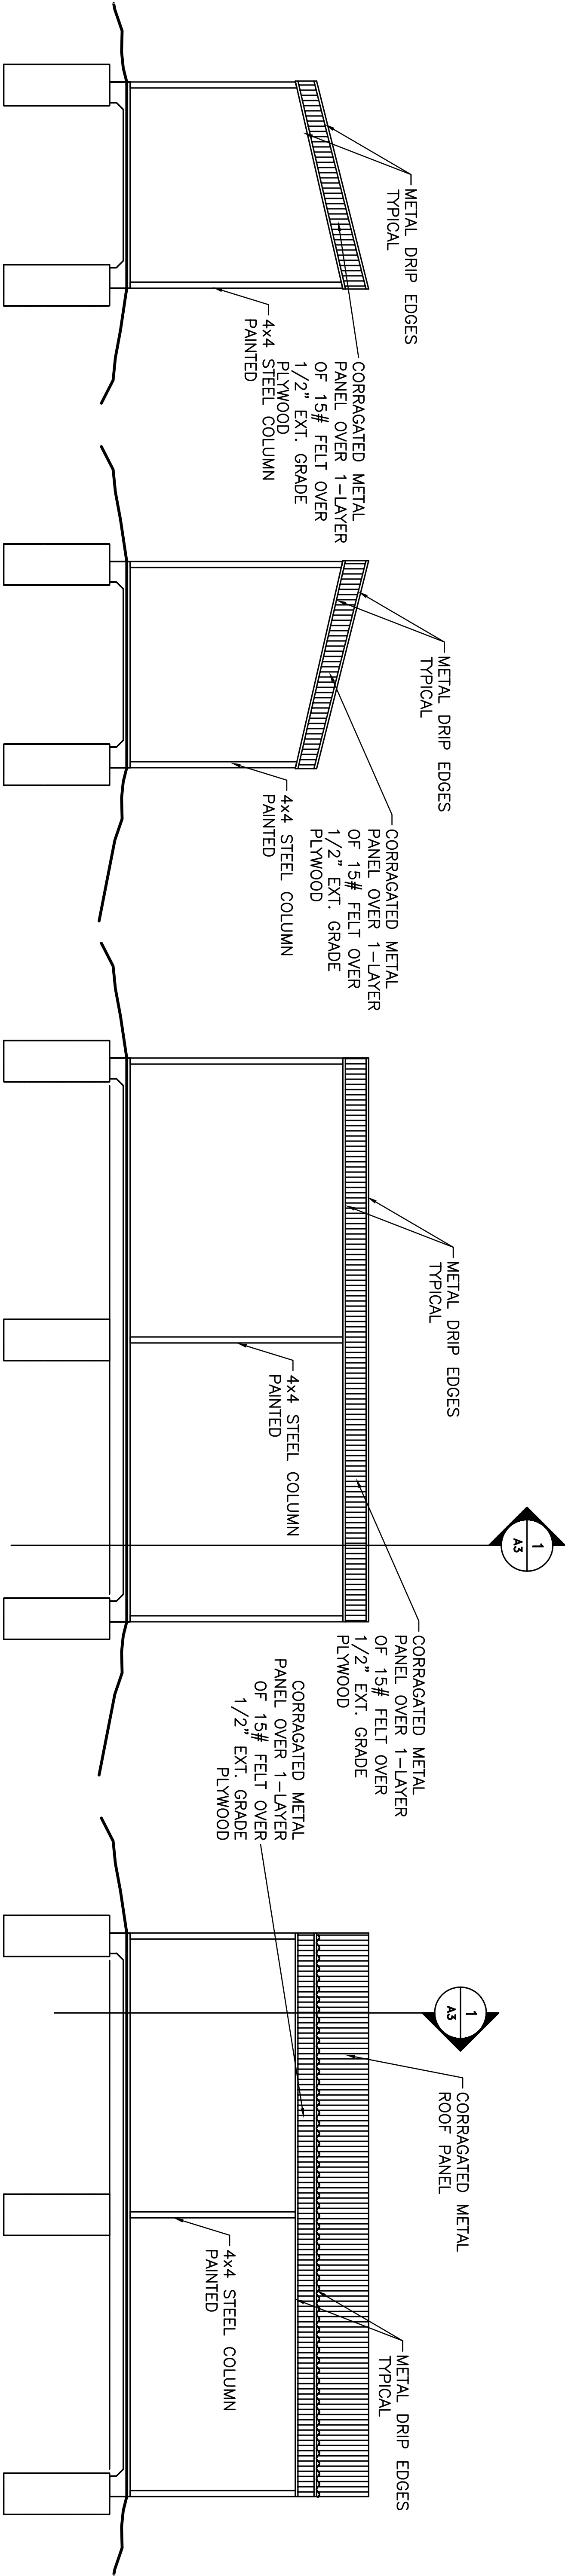 METAL DRIP EDGES
TYPICAL
CORRAGATED METAL
PANEL OVER 1-LAYER
OF 15# FELT OVER
1/2" EXT. GRADE
PLYWOOD
4x4 STEEL COLUMN
PAINTED
METAL DRIP EDGES
TYPICAL
CORRAGATED METAL
PANEL OVER 1-LAYER
OF 15# FELT OVER
1/2" EXT. GRADE
PLYWOOD
4x4 STEEL COLUMN
PAINTED
METAL DRIP EDGES
TYPICAL
4x4 STEEL COLUMN
PAINTED
1
A3
CORRAGATED METAL
PANEL OVER 1-LAYER
OF 15# FELT OVER
1/2" EXT. GRADE
PLYWOOD
CORRAGATED METAL
PANEL OVER 1-LAYER
OF 15# FELT OVER
1/2" EXT. GRADE
PLYWOOD
1
A3
CORRAGATED METAL
ROOF PANEL
4x4 STEEL COLUMN
PAINTED
METAL DRIP EDGES
TYPICAL